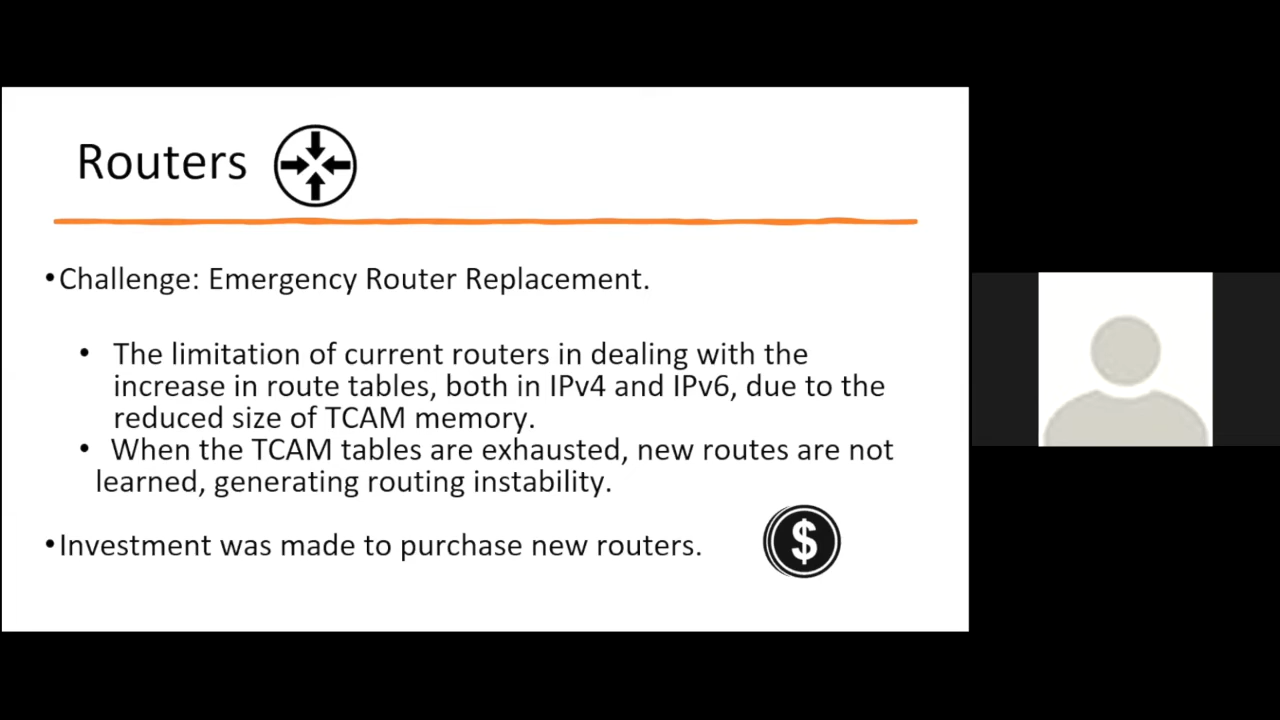 Routers
•Challenge: Emergency Router Replacement.
• The limitation of current routers in dealing with the
increase in route tables, both in IPv4 and IPv6, due to the
reduced size of TCAM memory.
• When the TCAM tables are exhausted, new routes are not
learned, generating routing instability.
•Investment was made to purchase new routers.
$